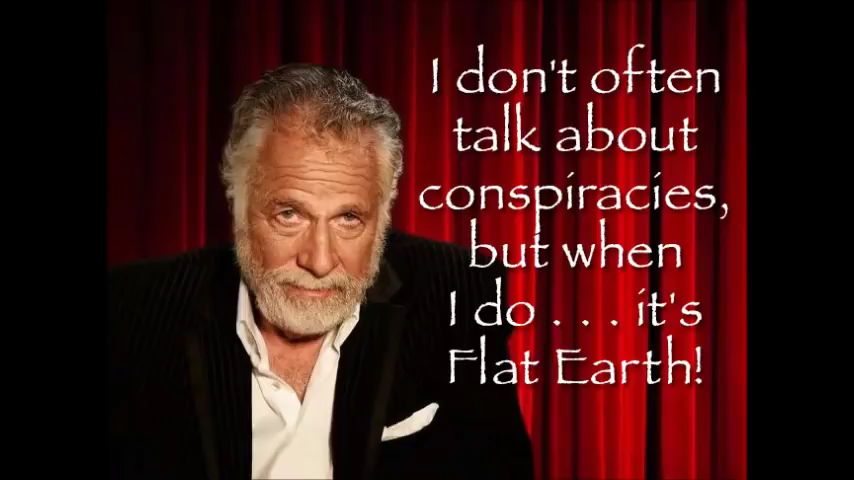 I don't often
talk about
conspiracies,
but when
I do . . . it's
Flat Earth!